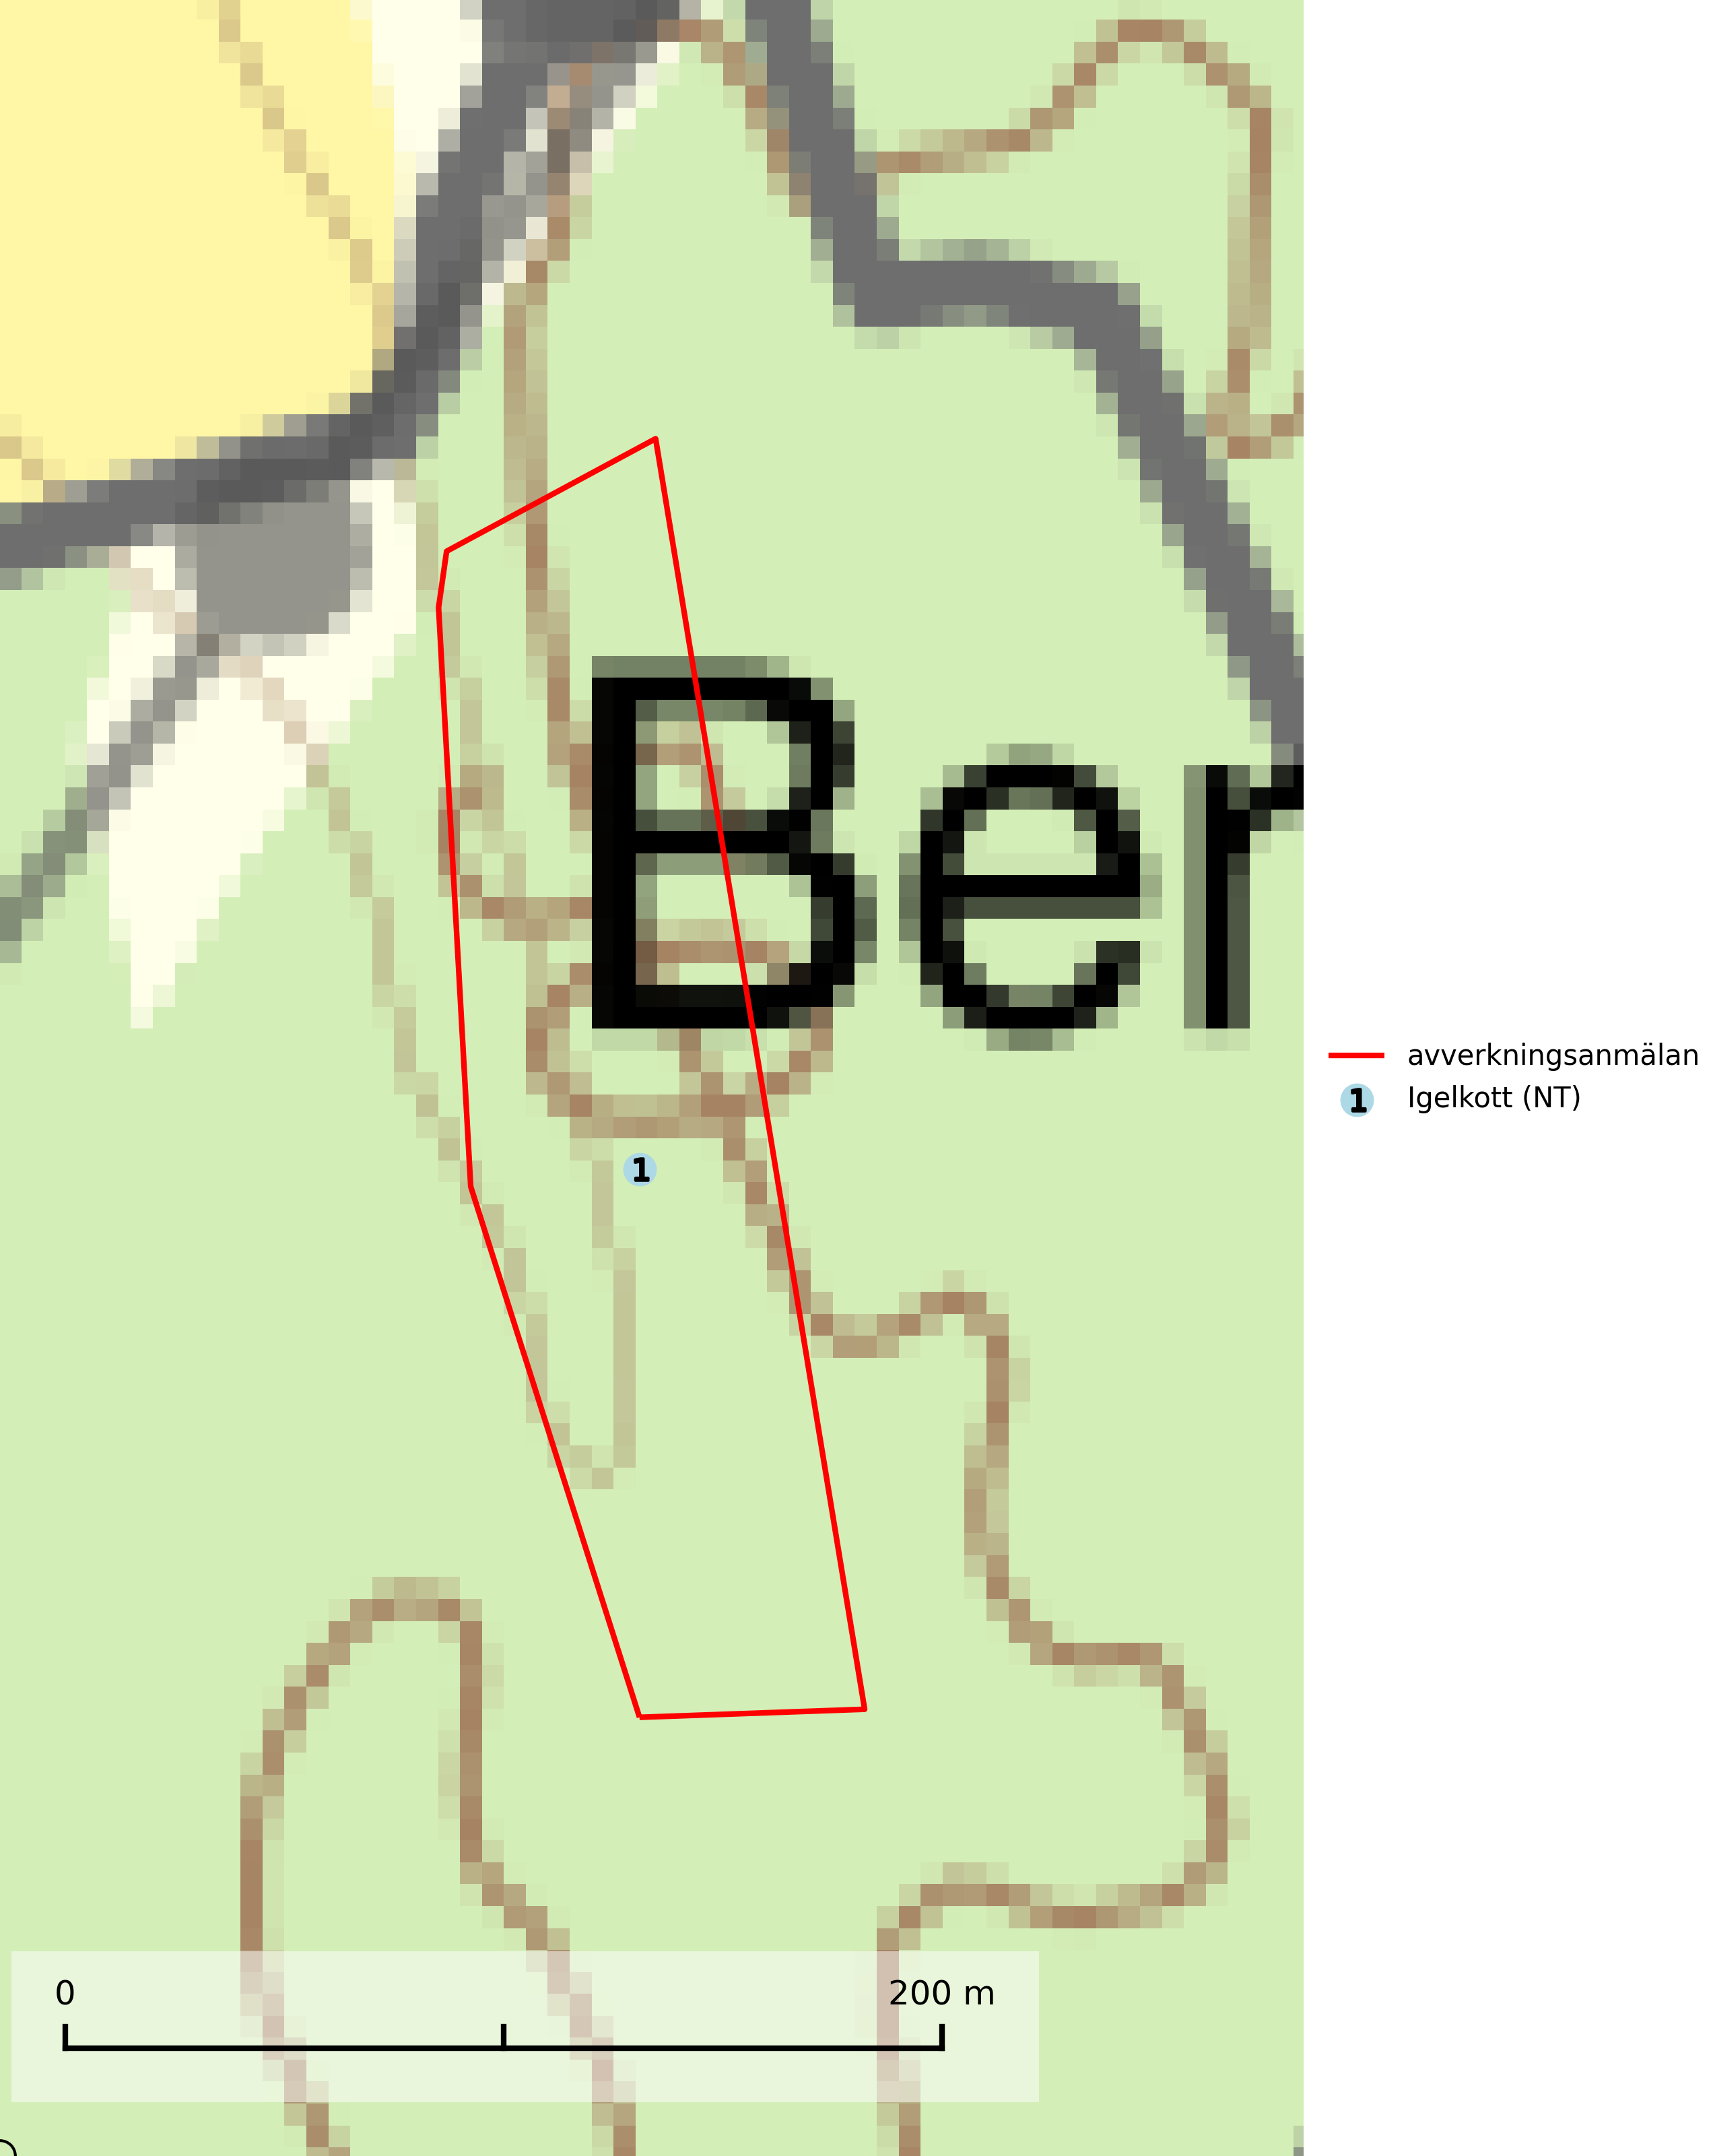 Ber
1
avverkningsanmälan
1 Igelkott (NT)
0 200 m